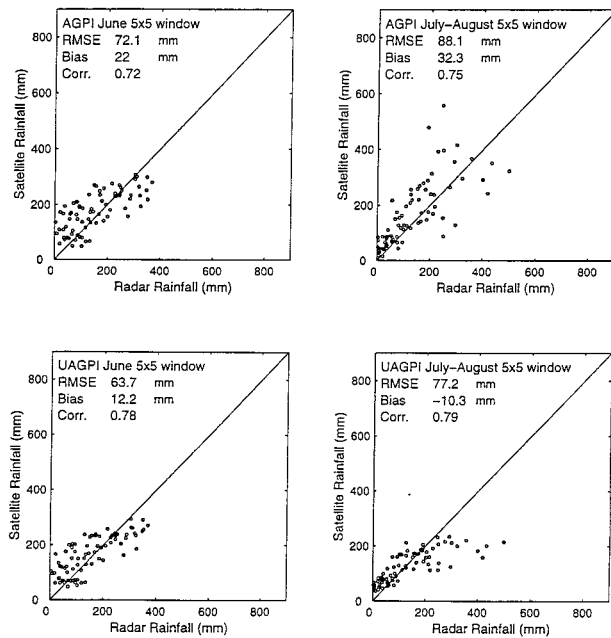 AGPI June 5x5 window
RMSE 72.1 mm
Bias 22 mm
Corr. 0.72
800
600
400
200
0
Satellite Rainfall (mm)
0 200 400 600 800
Radar Rainfall (mm)
AGPI July–August 5x5 window
RMSE 88.1 mm
Bias 32.3 mm
Corr. 0.75
800
600
400
200
0
Satellite Rainfall (mm)
0 200 400 600 800
Radar Rainfall (mm)
UAGPI June 5x5 window
RMSE 63.7 mm
Bias 12.2 mm
Corr. 0.78
800
600
400
200
0
Satellite Rainfall (mm)
0 200 400 600 800
Radar Rainfall (mm)
UAGPI July–August 5x5 window
RMSE 77.2 mm
Bias –10.3 mm
Corr. 0.79
800
600
400
200
0
Satellite Rainfall (mm)
0 200 400 600 800
Radar Rainfall (mm)